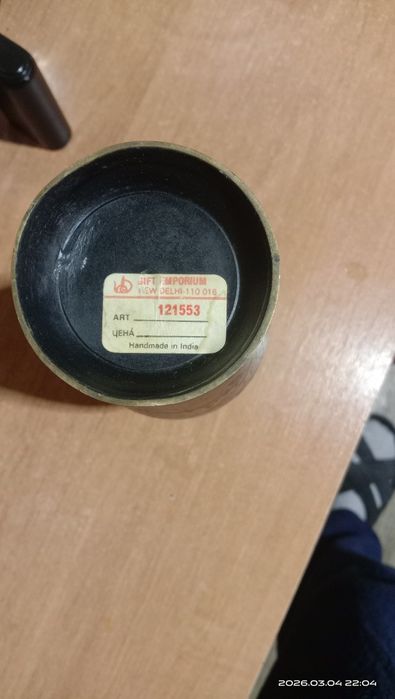 GIFT EMPORIUM
NEW DELHI-110 016
121553
ART
ЦЕНА́
Handmade in India
2026.03.04 22:04